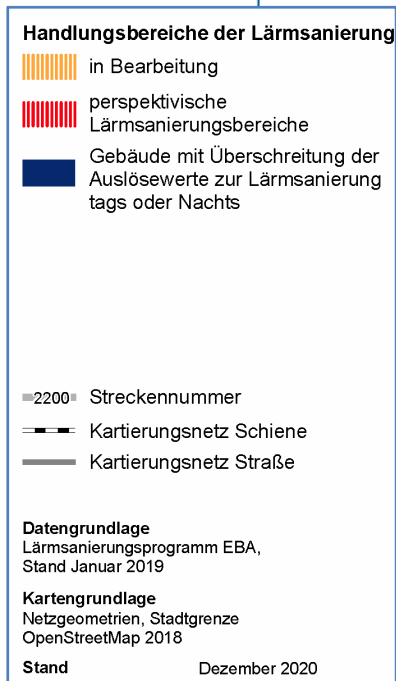 Handlungsbereiche der Lärmsanierung
in Bearbeitung
perspektivische
Lärmsanierungsbereiche
Gebäude mit Überschreitung der
Auslösewerte zur Lärmsanierung
tags oder Nachts
2200 Streckennummer
Kartierungsnetz Schiene
Kartierungsnetz Straße
Datengrundlage
Lärmsanierungsprogramm EBA,
Stand Januar 2019
Kartengrundlage
Netzgeometrien, Stadtgrenze
OpenStreetMap 2018
Stand Dezember 2020